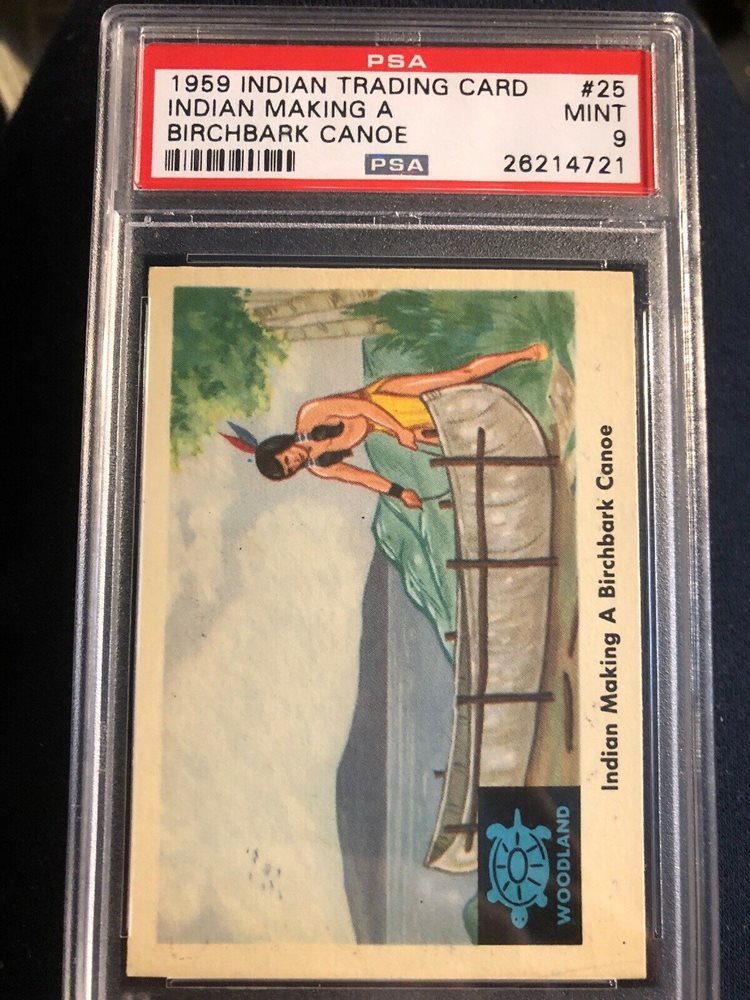 PSA
1959 INDIAN TRADING CARD #25
INDIAN MAKING A MINT
BIRCHBARK CANOE 9
PSA 26214721
Indian Making A Birchbark Canoe
WOODLAND